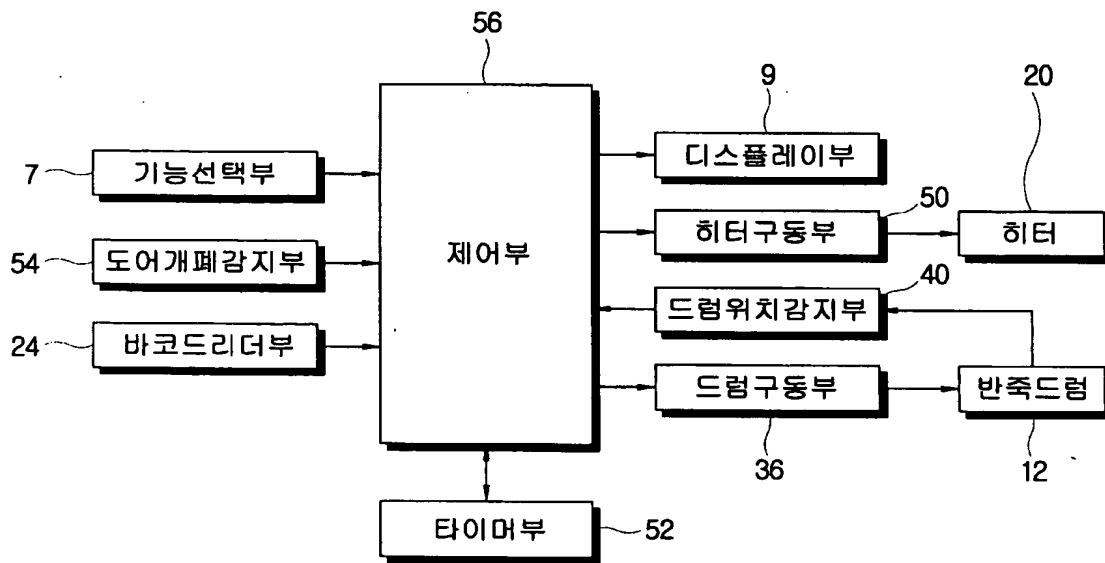 56
9
20
7
기능선택부
디스플레이부
50
54
도어개폐감지부
제어부
히터구동부
히터
40
24
바코드리더부
드럼위치감지부
드럼구동부
반죽드럼
36
12
타이머부
52